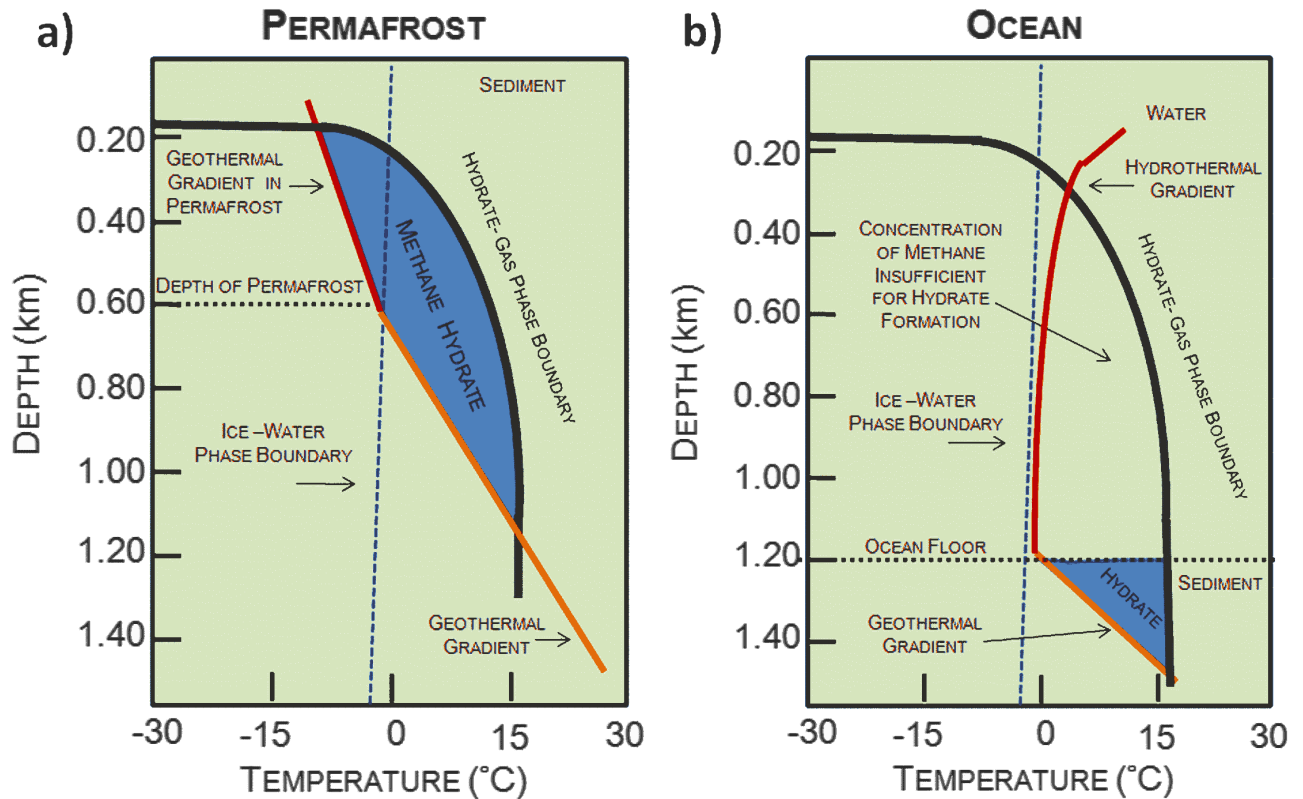 a)
PERMAFROST
SEDIMENT
0.20
GEOTHERMAL
GRADIENT IN
PERMAFROST
HYDRATE- GAS PHASE BOUNDARY
0.40
METHANE HYDRATE
DEPTH OF PERMAFROST
0.60
DEPTH (km)
0.80
ICE –WATER
PHASE BOUNDARY
1.00
1.20
GEOTHERMAL
GRADIENT
1.40
-30
-15
0
15
30
TEMPERATURE (°C)
b)
OCEAN
WATER
0.20
HYDROTHERMAL
GRADIENT
0.40
CONCENTRATION
OF METHANE
INSUFFICIENT
FOR HYDRATE
FORMATION
HYDRATE- GAS PHASE BOUNDARY
0.60
DEPTH (km)
0.80
ICE –WATER
PHASE BOUNDARY
1.00
OCEAN FLOOR
1.20
HYDRATE
SEDIMENT
GEOTHERMAL
GRADIENT
1.40
-30
-15
0
15
30
TEMPERATURE (°C)